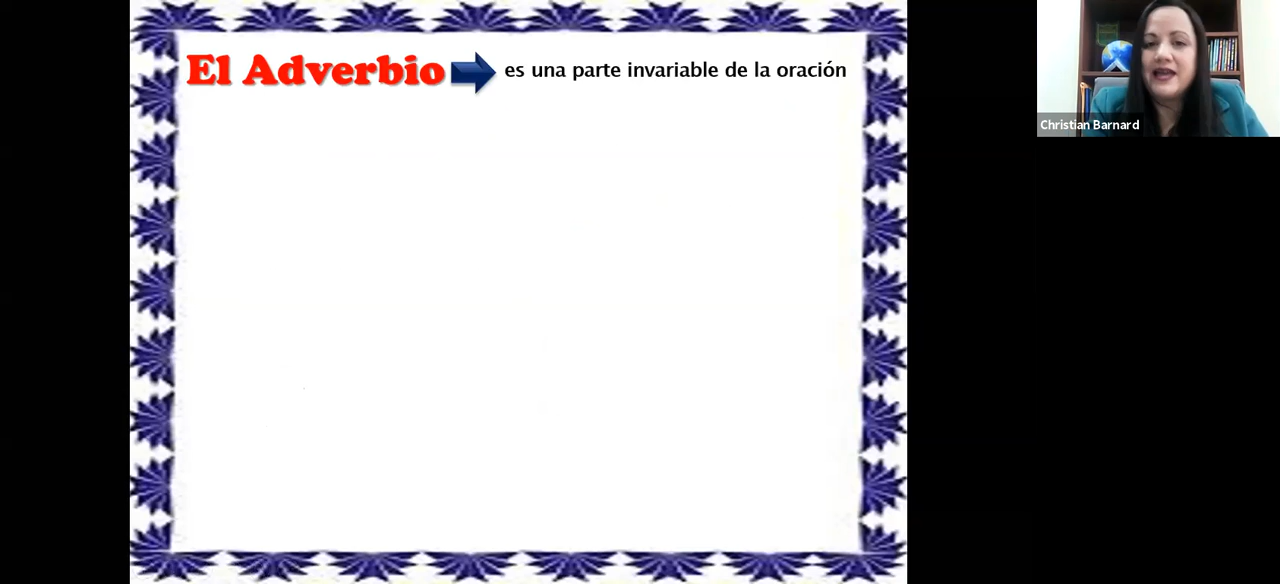 El Adverbio es una parte invariable de la oración
Christian Barnard